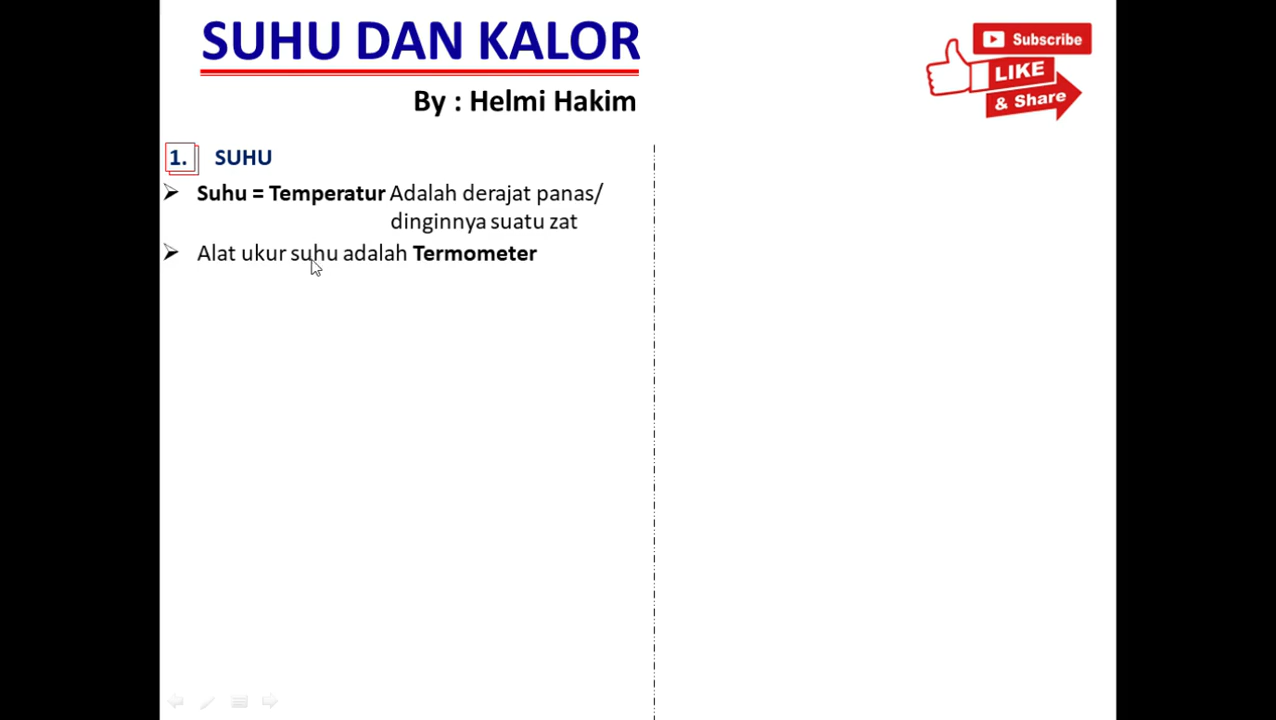 SUHU DAN KALOR
By : Helmi Hakim
Subscribe
LIKE
& Share
1. SUHU
➤ Suhu = Temperatur Adalah derajat panas/
dinginnya suatu zat
➤ Alat ukur suhu adalah Termometer